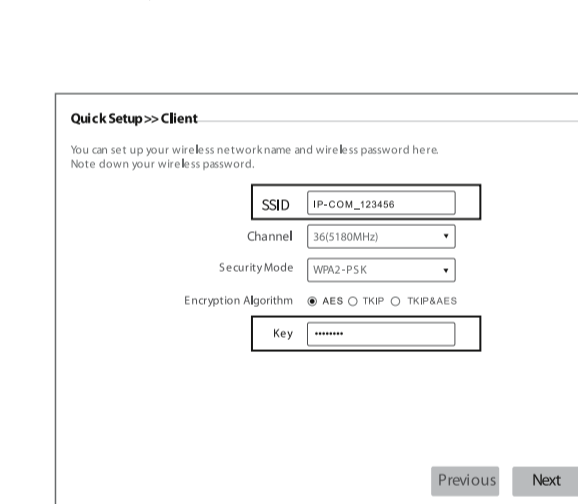 Quick Setup>>Client
You can set up your wireless network name and wireless password here.
Note down your wireless password.
SSID IP-COM_123456
Channel 36(5180MHz)
Security Mode WPA2-PSK
Encryption Algorithm AES TKIP TKIP&AES
Key ••••••••
Previous Next